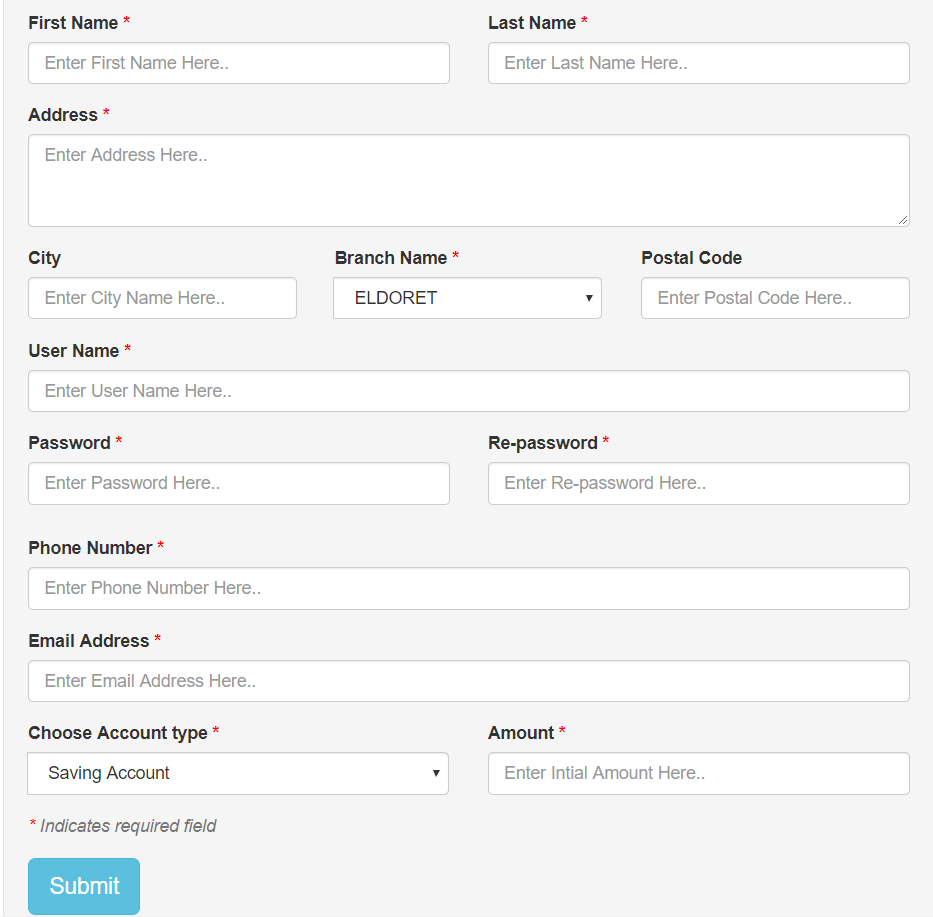 First Name * Last Name *
Enter First Name Here.. Enter Last Name Here..
Address *
Enter Address Here..
City Branch Name * Postal Code
Enter City Name Here.. ELDORET Enter Postal Code Here..
User Name *
Enter User Name Here..
Password * Re-password *
Enter Password Here.. Enter Re-password Here..
Phone Number *
Enter Phone Number Here..
Email Address *
Enter Email Address Here..
Choose Account type * Amount *
Saving Account Enter Intial Amount Here..
* Indicates required field
Submit